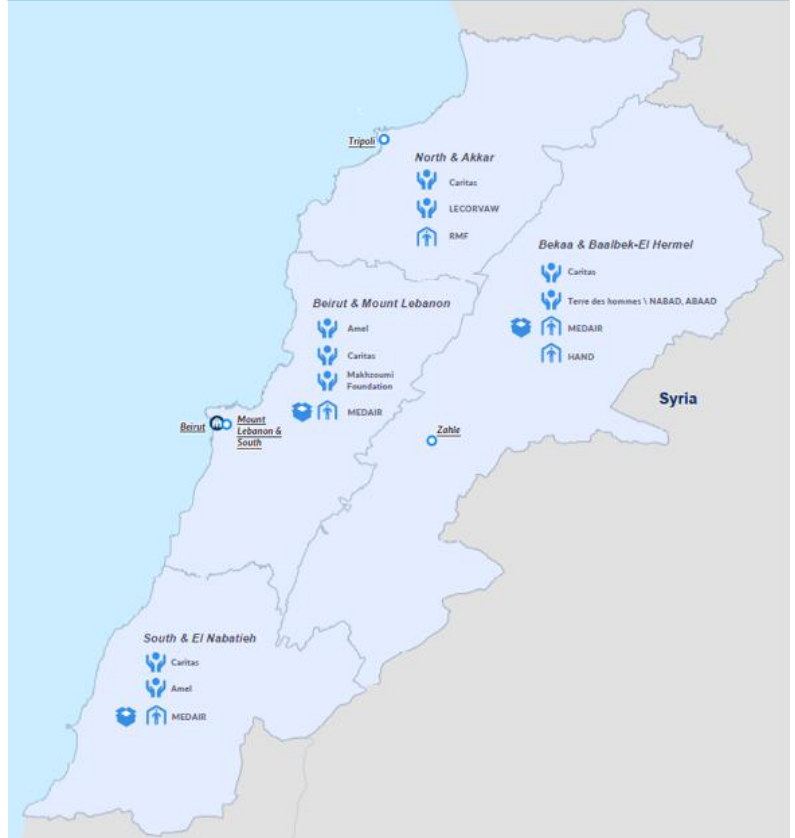 Tripoli
North & Akkar
Caritas
LECORVAW
RMF
Bekaa & Baalbek-El Hermel
Caritas
Terre des hommes \ NABAD, ABAAD
MEDAIR
HAND
Beirut & Mount Lebanon
Amel
Caritas
Makhzoumi
Foundation
MEDAIR
Syria
Beirut
Mount
Lebanon &
South
Zahle
South & El Nabatieh
Caritas
Amel
MEDAIR